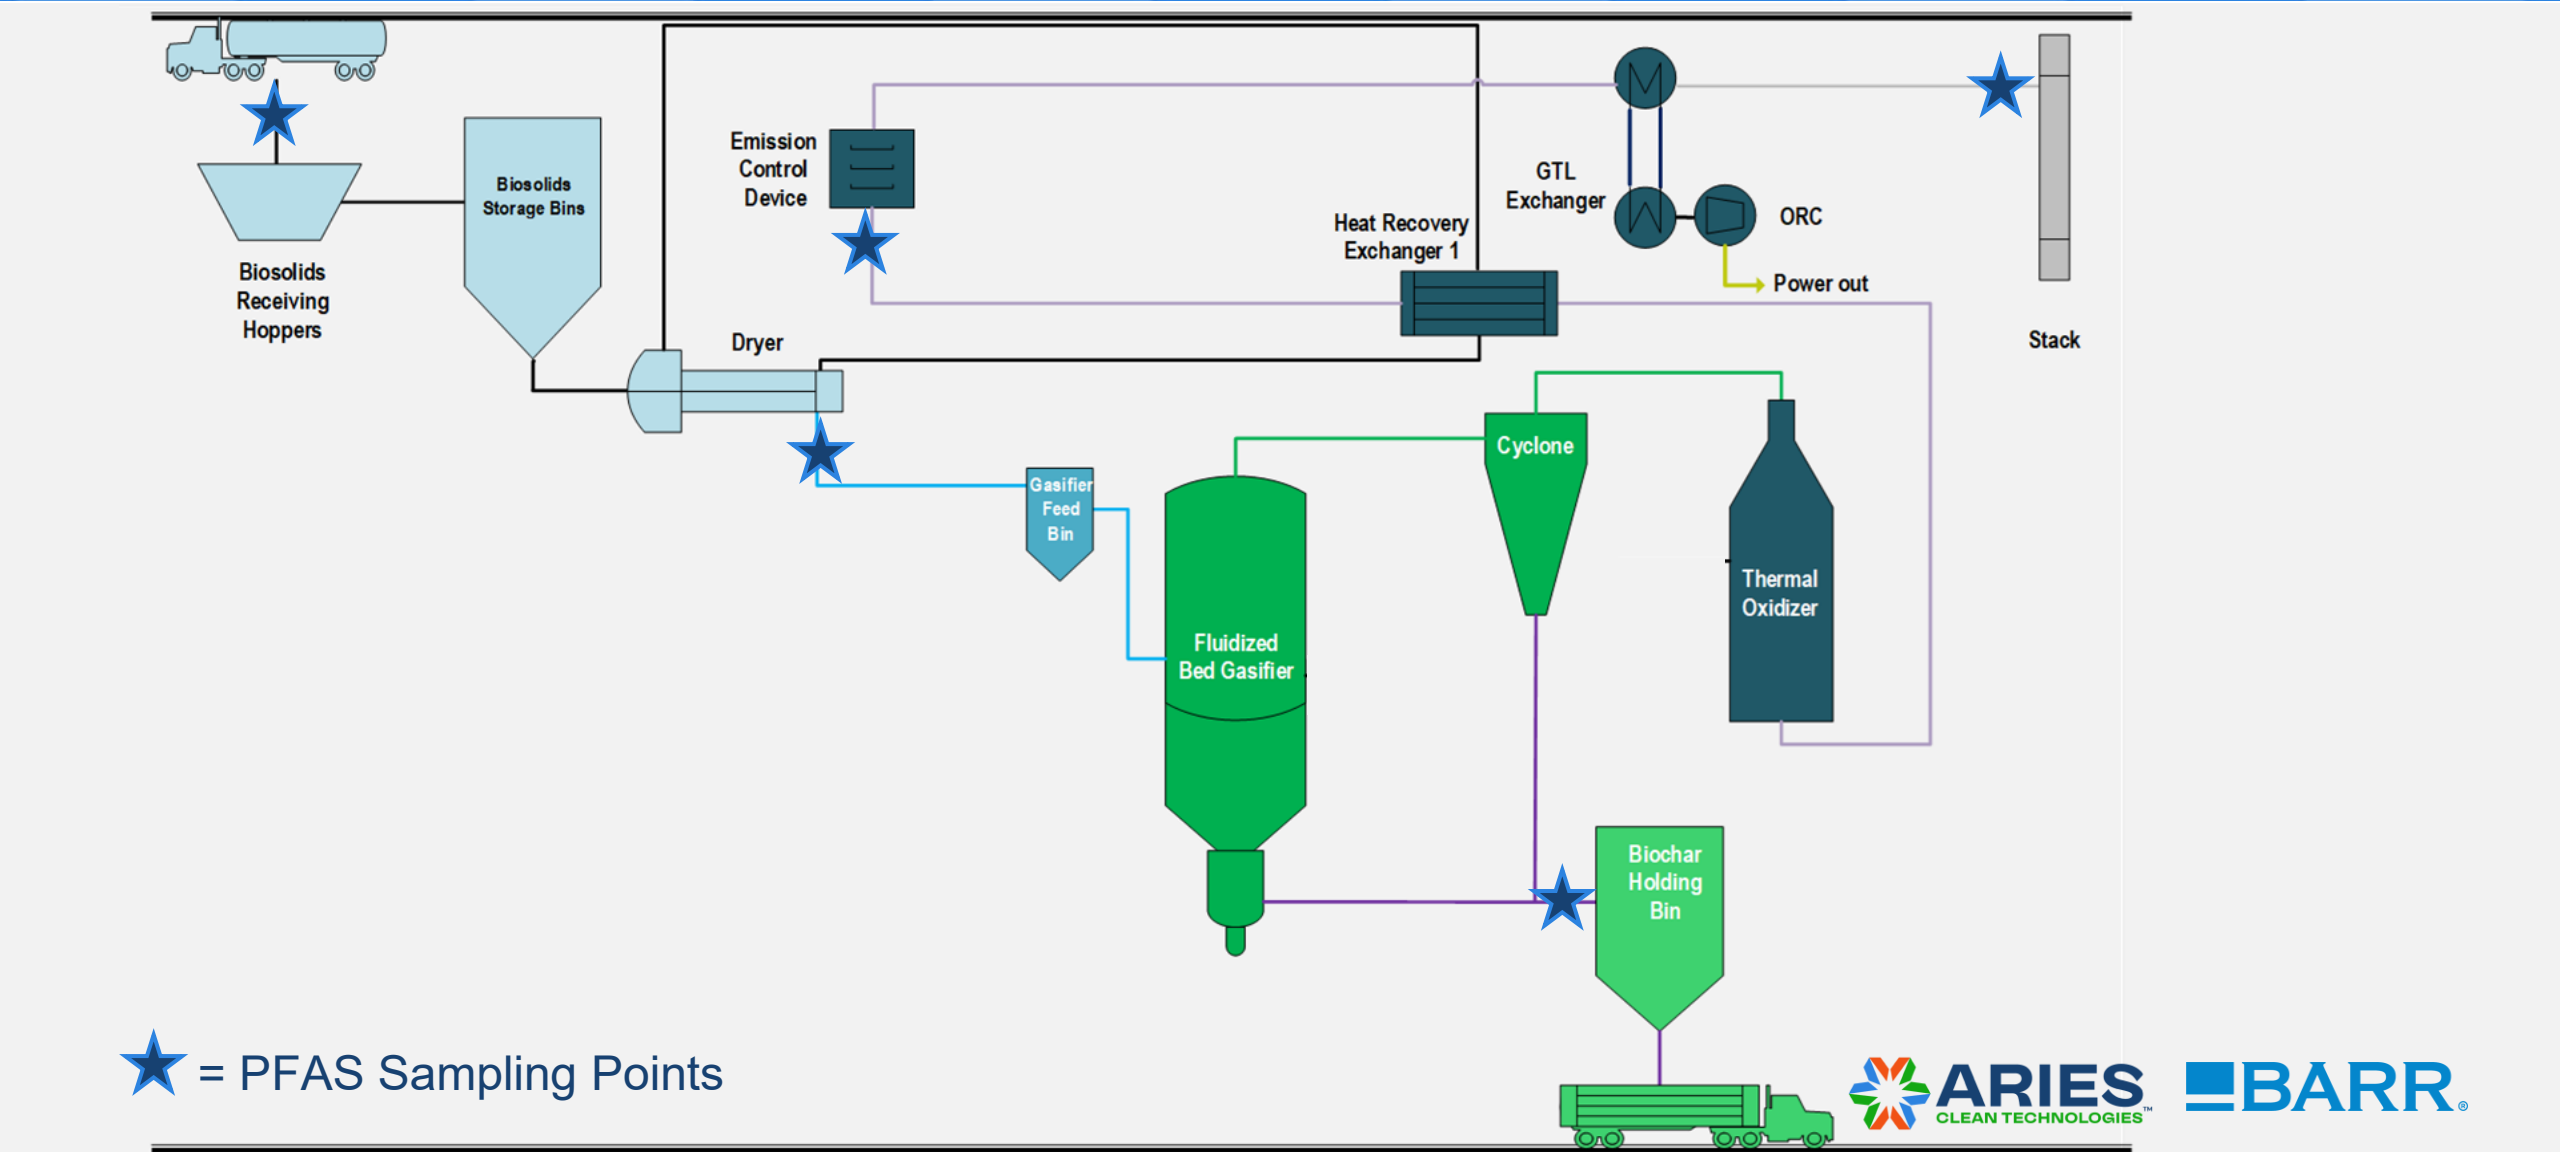 Emission
Control
Device
Biosolids
Storage Bins
GTL
Exchanger
ORC
Heat Recovery
Exchanger 1
Power out
Biosolids
Receiving
Hoppers
Dryer
Stack
Cyclone
Gasifier
Feed
Bin
Thermal
Oxidizer
Fluidized
Bed Gasifier
Biochar
Holding
Bin
= PFAS Sampling Points
ARIES
CLEAN TECHNOLOGIES™
BARR®